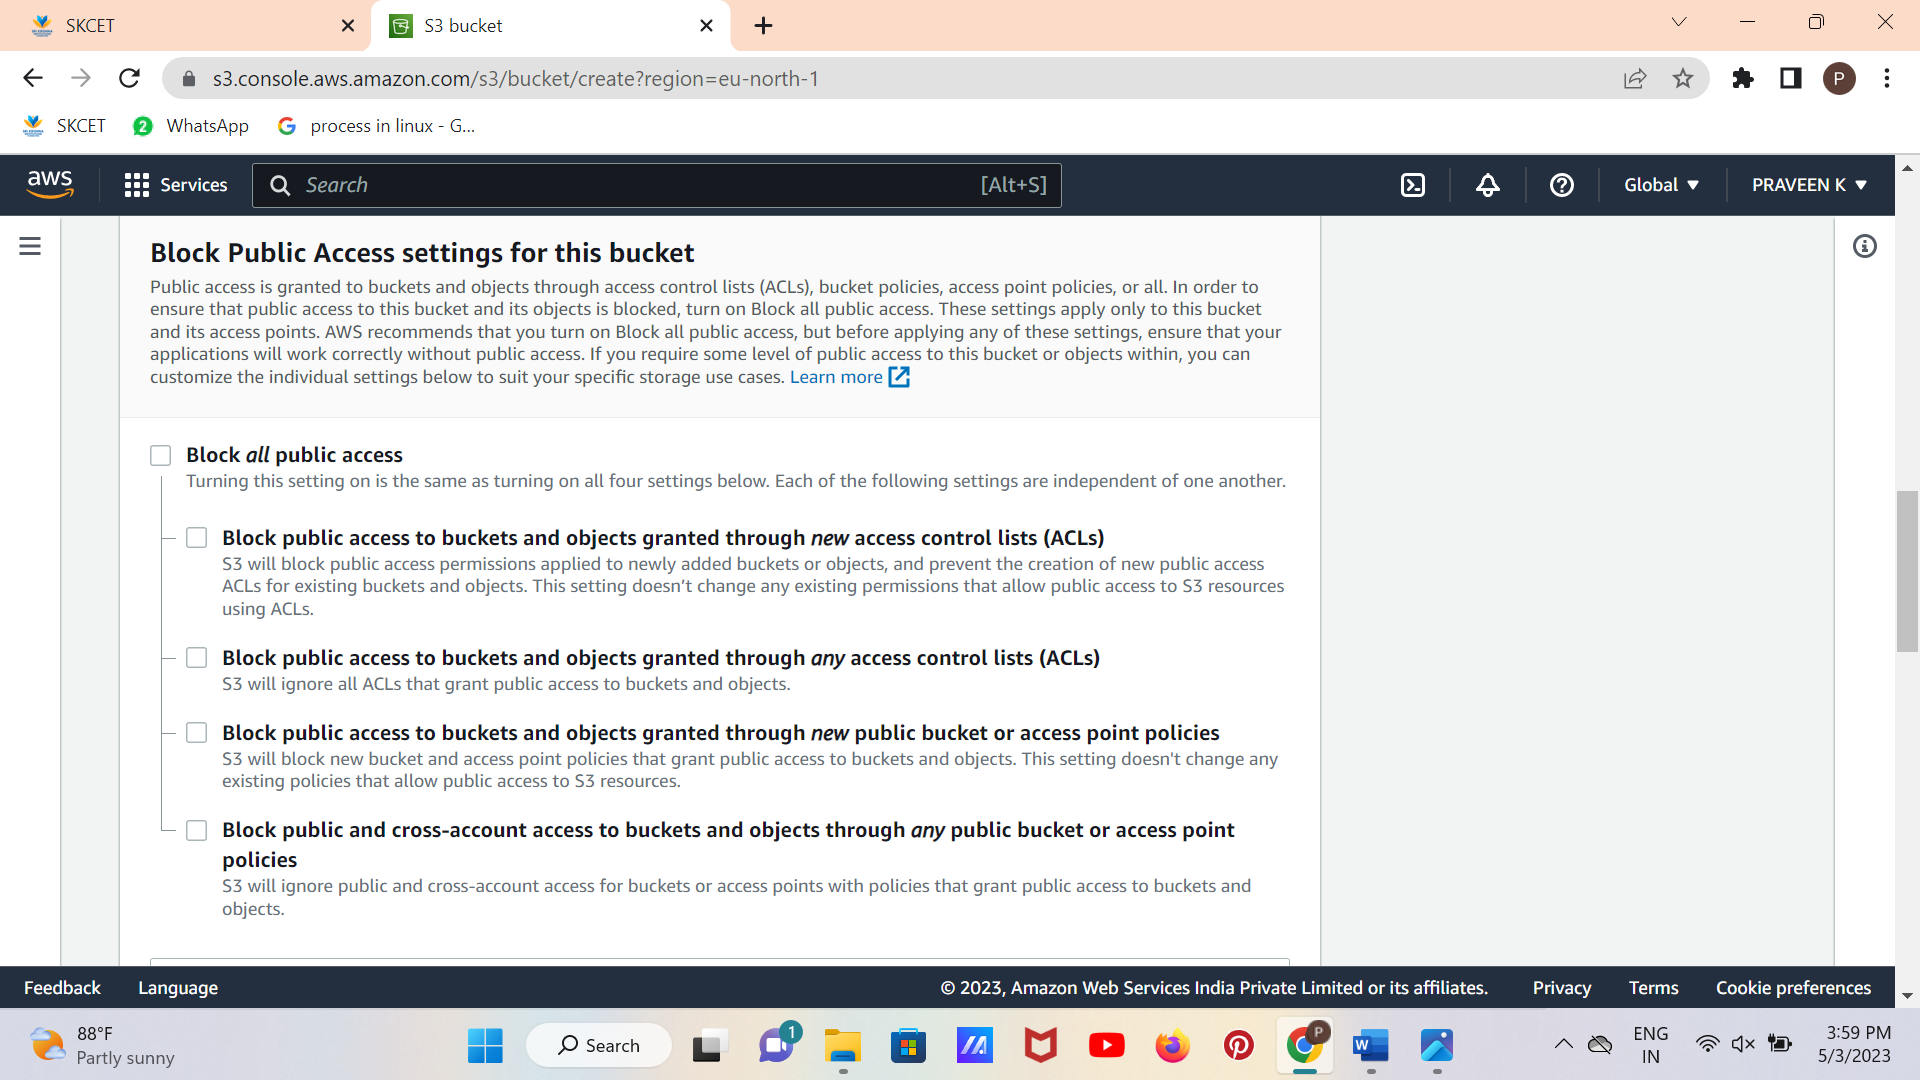 SKCET
S3 bucket
s3.console.aws.amazon.com/s3/bucket/create?region=eu-north-1
P
SKCET
2
WhatsApp
process in linux - G...
aws
Services
Search
[Alt+S]
Global
PRAVEEN K
Block Public Access settings for this bucket
Public access is granted to buckets and objects through access control lists (ACLs), bucket policies, access point policies, or all. In order to
ensure that public access to this bucket and its objects is blocked, turn on Block all public access. These settings apply only to this bucket
and its access points. AWS recommends that you turn on Block all public access, but before applying any of these settings, ensure that your
applications will work correctly without public access. If you require some level of public access to this bucket or objects within, you can
customize the individual settings below to suit your specific storage use cases. Learn more
Block all public access
Turning this setting on is the same as turning on all four settings below. Each of the following settings are independent of one another.
Block public access to buckets and objects granted through new access control lists (ACLs)
S3 will block public access permissions applied to newly added buckets or objects, and prevent the creation of new public access
ACLs for existing buckets and objects. This setting doesn’t change any existing permissions that allow public access to S3 resources
using ACLs.
Block public access to buckets and objects granted through any access control lists (ACLs)
S3 will ignore all ACLs that grant public access to buckets and objects.
Block public access to buckets and objects granted through new public bucket or access point policies
S3 will block new bucket and access point policies that grant public access to buckets and objects. This setting doesn't change any
existing policies that allow public access to S3 resources.
Block public and cross-account access to buckets and objects through any public bucket or access point
policies
S3 will ignore public and cross-account access for buckets or access points with policies that grant public access to buckets and
objects.
Feedback
Language
© 2023, Amazon Web Services India Private Limited or its affiliates.
Privacy
Terms
Cookie preferences
88°F
Partly sunny
Search
1
P
W
ENG
IN
3:59 PM
5/3/2023